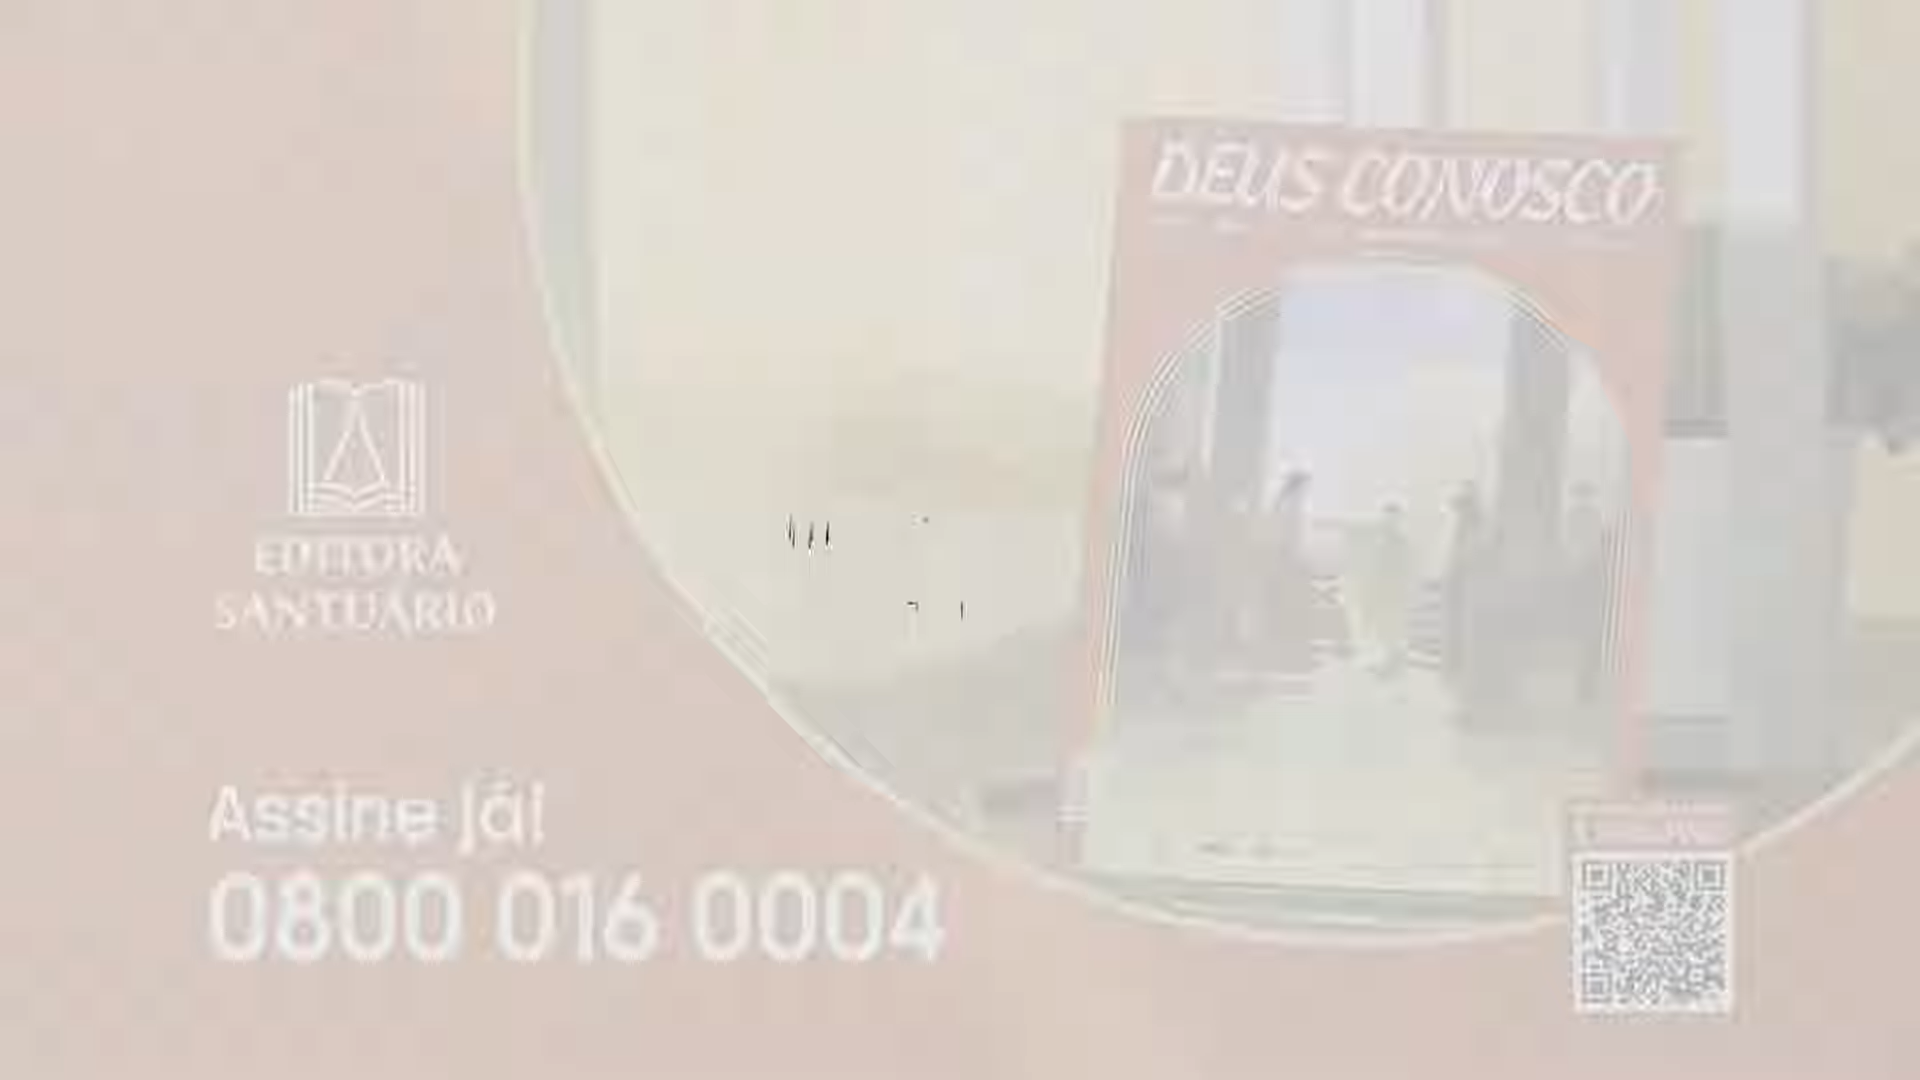 DEUS CONOSCO
EDITORA
SANTUÁRIO
Assine já!
0800 016 0004